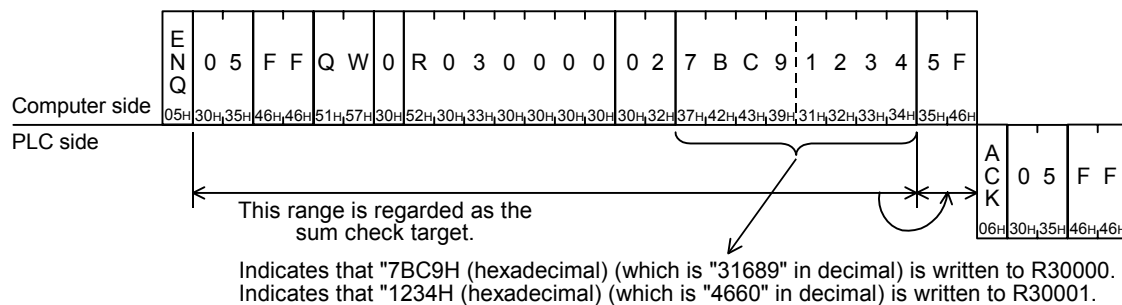 E
N
Q
0 5 F F Q W 0 R 0 3 0 0 0 0 0 2 7 B C 9 1 2 3 4 5 F
Computer side
05H 30H 35H 46H 46H 51H 57H 30H 52H 30H 33H 30H 30H 30H 30H 30H 32H 37H 42H 43H 39H 31H 32H 33H 34H 35H 46H
PLC side
A
C
K
0 5 F F
06H 30H 35H 46H 46H
This range is regarded as the
sum check target.
Indicates that "7BC9H (hexadecimal) (which is "31689" in decimal) is written to R30000.
Indicates that "1234H (hexadecimal) (which is "4660" in decimal) is written to R30001.